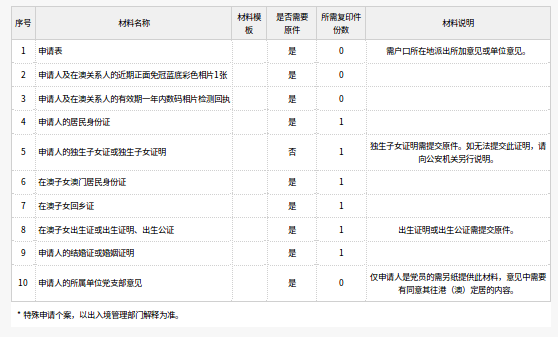 序号 材料名称 材料模板 是否需要原件 所需复印件份数 材料说明
1 申请表 是 0 需户口所在地派出所加意见或单位意见。
2 申请人及在澳关系人的近期正面免冠蓝底彩色相片1张 是 0
3 申请人及在澳关系人的有效期一年内数码相片检测回执 是 0
4 申请人的居民身份证 是 1
5 申请人的独生子女证或独生子女证明 否 1 独生子女证明需提交原件。如无法提交此证明，请向公安机关另行说明。
6 在澳子女澳门居民身份证 是 1
7 在澳子女回乡证 是 1
8 在澳子女出生证或出生证明、出生公证 是 1 出生证明或出生公证需提交原件。
9 申请人的结婚证或婚姻证明 是 1
10 申请人的所属单位党支部意见 是 0 仅申请人是党员的需另纸提供此材料，意见中需要有同意其往港（澳）定居的内容。
* 特殊申请个案，以出入境管理部门解释为准。